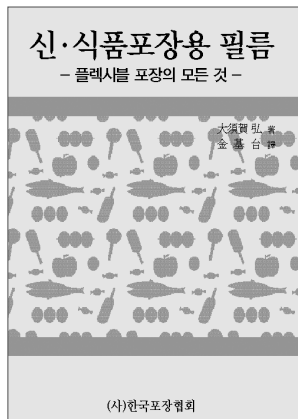 신·식품포장용 필름
– 플렉시블 포장의 모든 것 –
大須賀 弘 著
金 基 台 譯
(사)한국포장협회